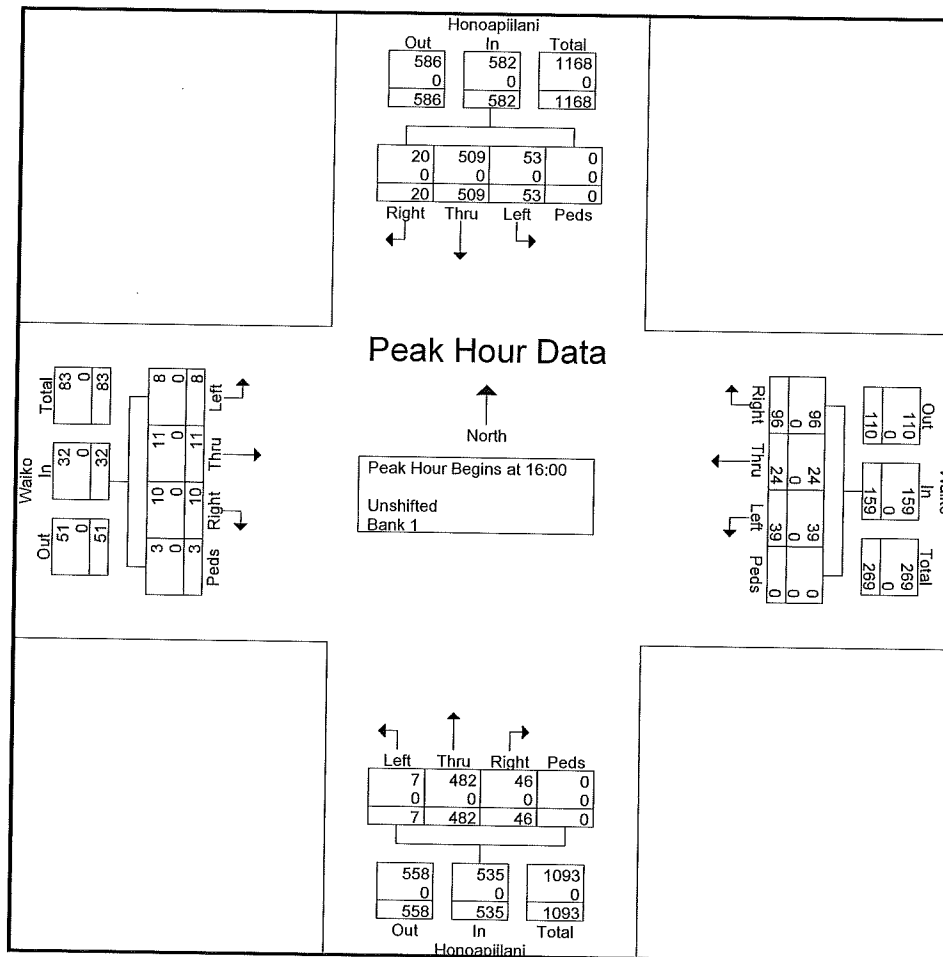 Honoapiilani
Out In Total
586 582 1168
0 0 0
586 582 1168
20 509 53 0
0 0 0 0
20 509 53 0
Right Thru Left Peds
Peak Hour Data
North
Peak Hour Begins at 16:00
Unshifted
Bank 1
Waiko
Total In Out
83 32 51
0 0 0
83 32 51
8 11 10 3
0 0 0 0
8 11 10 3
Left Thru Right Peds
Out In Total
110 159 269
0 0 0
110 159 269
96 24 39 0
0 0 0 0
96 24 39 0
Right Thru Left Peds
Left Thru Right Peds
7 482 46 0
0 0 0 0
7 482 46 0
558 535 1093
0 0 0
558 535 1093
Out In Total
Honoapiilani